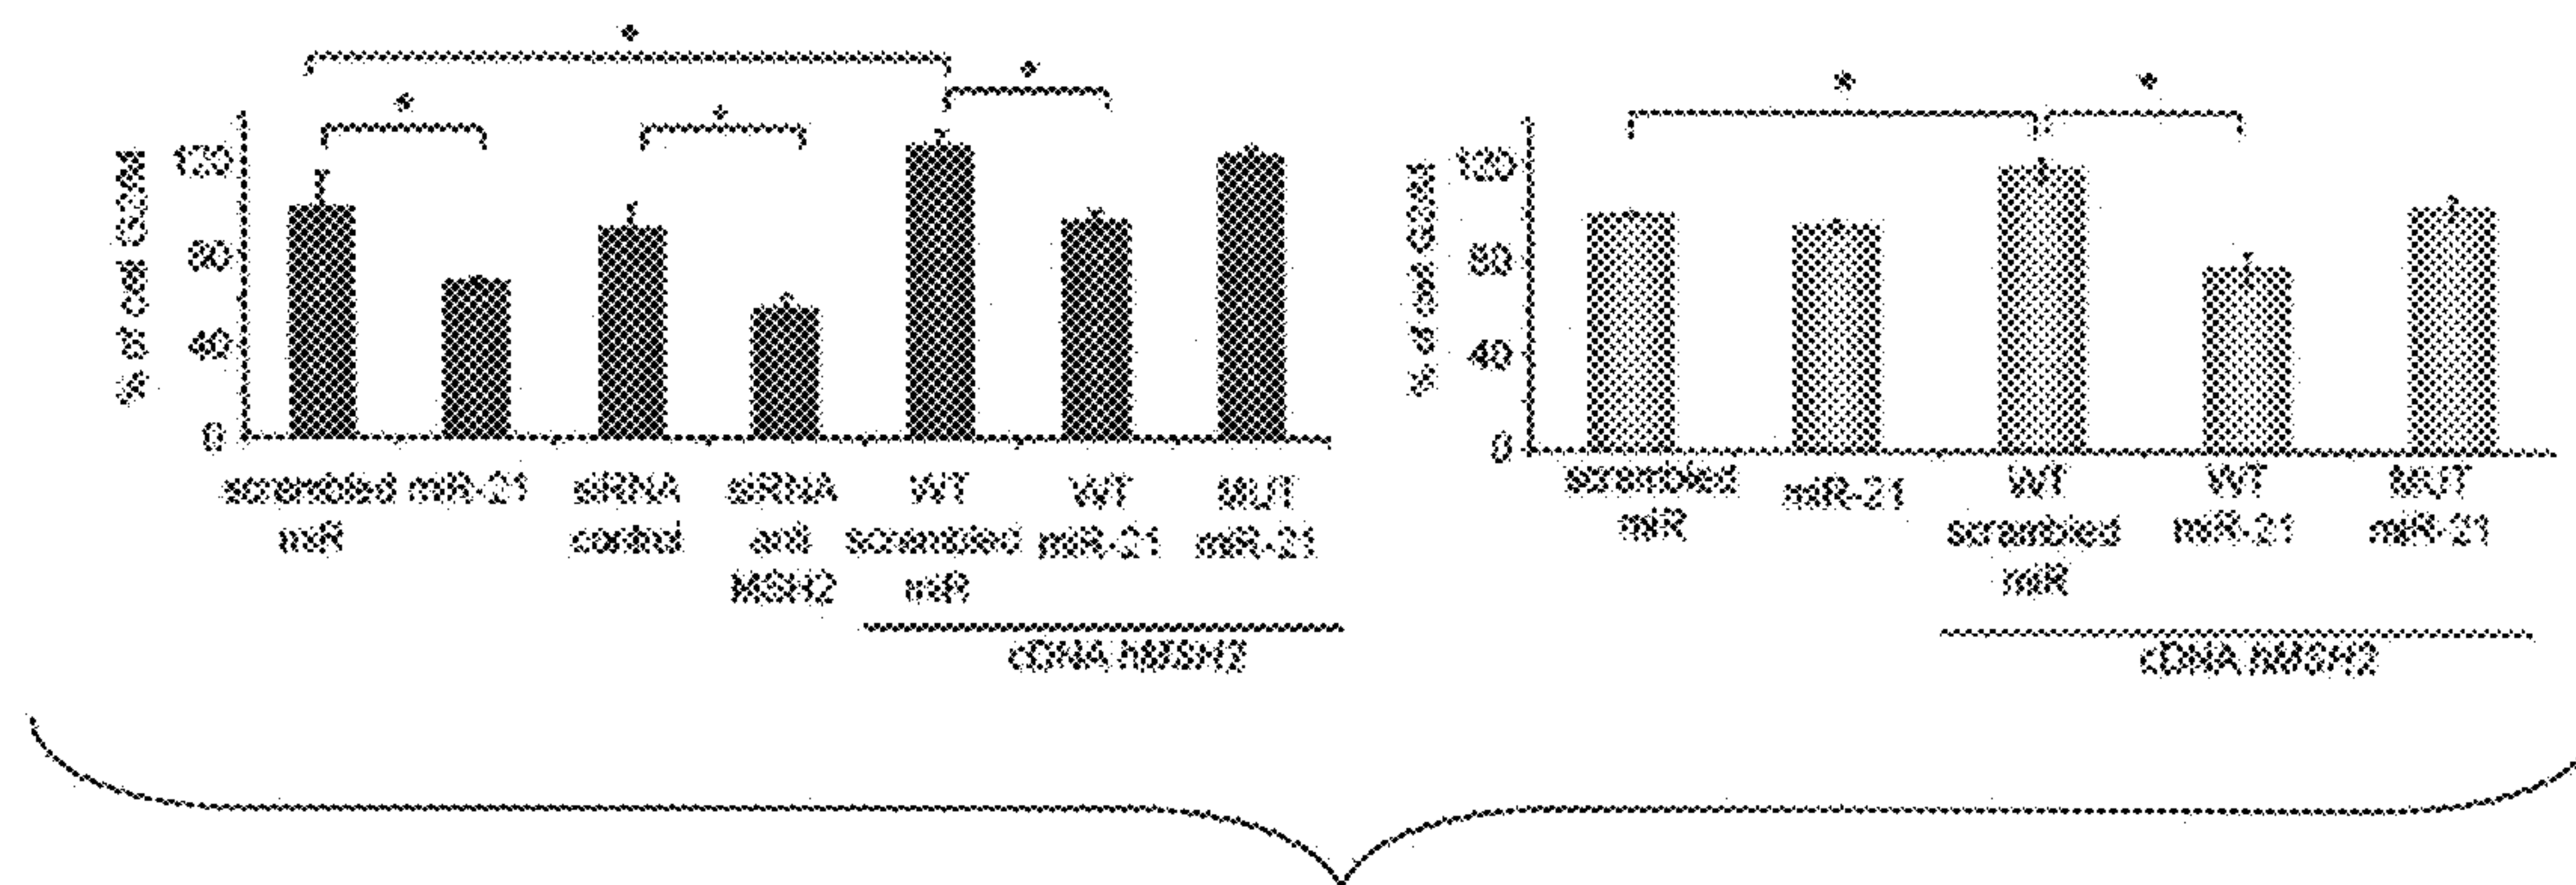 *
*
*
*
% of cell
120
80
40
0
scrambled miR
miR-21
siRNA control
siRNA anti MSH2
WT scrambled miR
WT miR-21
MUT miR-21
cDNA hMSH2
*
*
% of cell
120
80
40
0
scrambled miR
miR-21
WT scrambled miR
WT miR-21
MUT miR-21
cDNA hMSH2